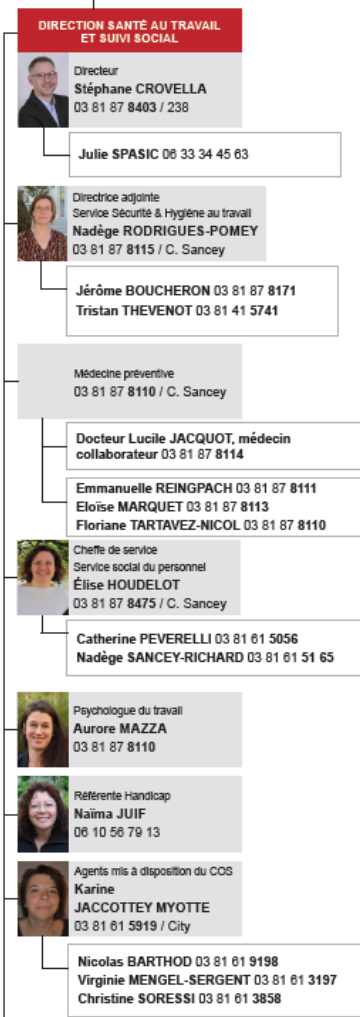 DIRECTION SANTÉ AU TRAVAIL
ET SUIVI SOCIAL
Directeur
Stéphane CROVELLA
03 81 87 8403 / 238
Julie SPASIC 06 33 34 45 63
Directrice adjointe
Service Sécurité & Hygiène au travail
Nadège RODRIGUES-POMEY
03 81 87 8115 / C. Sancey
Jérôme BOUCHERON 03 81 87 8171
Tristan THEVENOT 03 81 41 5741
Médecine préventive
03 81 87 8110 / C. Sancey
Docteur Lucile JACQUOT, médecin
collaborateur 03 81 87 8114
Emmanuelle REINGPACH 03 81 87 8111
Eloïse MARQUET 03 81 87 8113
Floriane TARTAVEZ-NICOL 03 81 87 8110
Cheffe de service
Service social du personnel
Élise HOUDELOT
03 81 87 8475 / C. Sancey
Catherine PEVERELLI 03 81 61 5056
Nadège SANCEY-RICHARD 03 81 61 51 65
Psychologue du travail
Aurore MAZZA
03 81 87 8110
Référente Handicap
Naïma JUIF
06 10 56 79 13
Agents mis à disposition du COS
Karine
JACCOTTEY MYOTTE
03 81 61 5919 / City
Nicolas BARTHOD 03 81 61 9198
Virginie MENGEL-SERGENT 03 81 61 3197
Christine SORESSI 03 81 61 3858